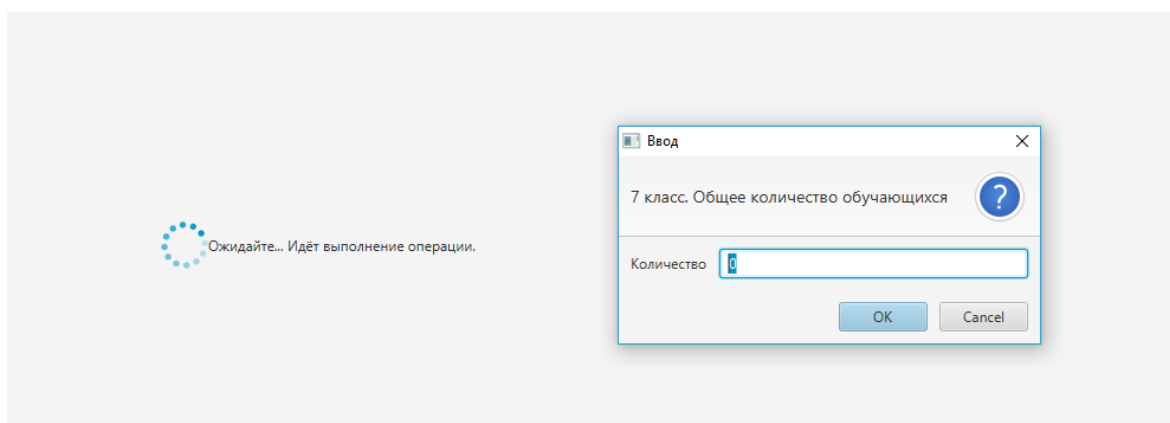 Ввод
7 класс. Общее количество обучающихся
?
Ожидайте... Идёт выполнение операции.
Количество 0
OK Cancel